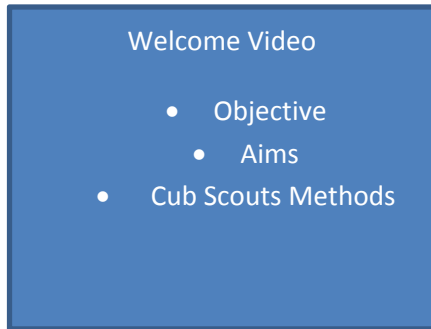 Welcome Video
• Objective
• Aims
• Cub Scouts Methods